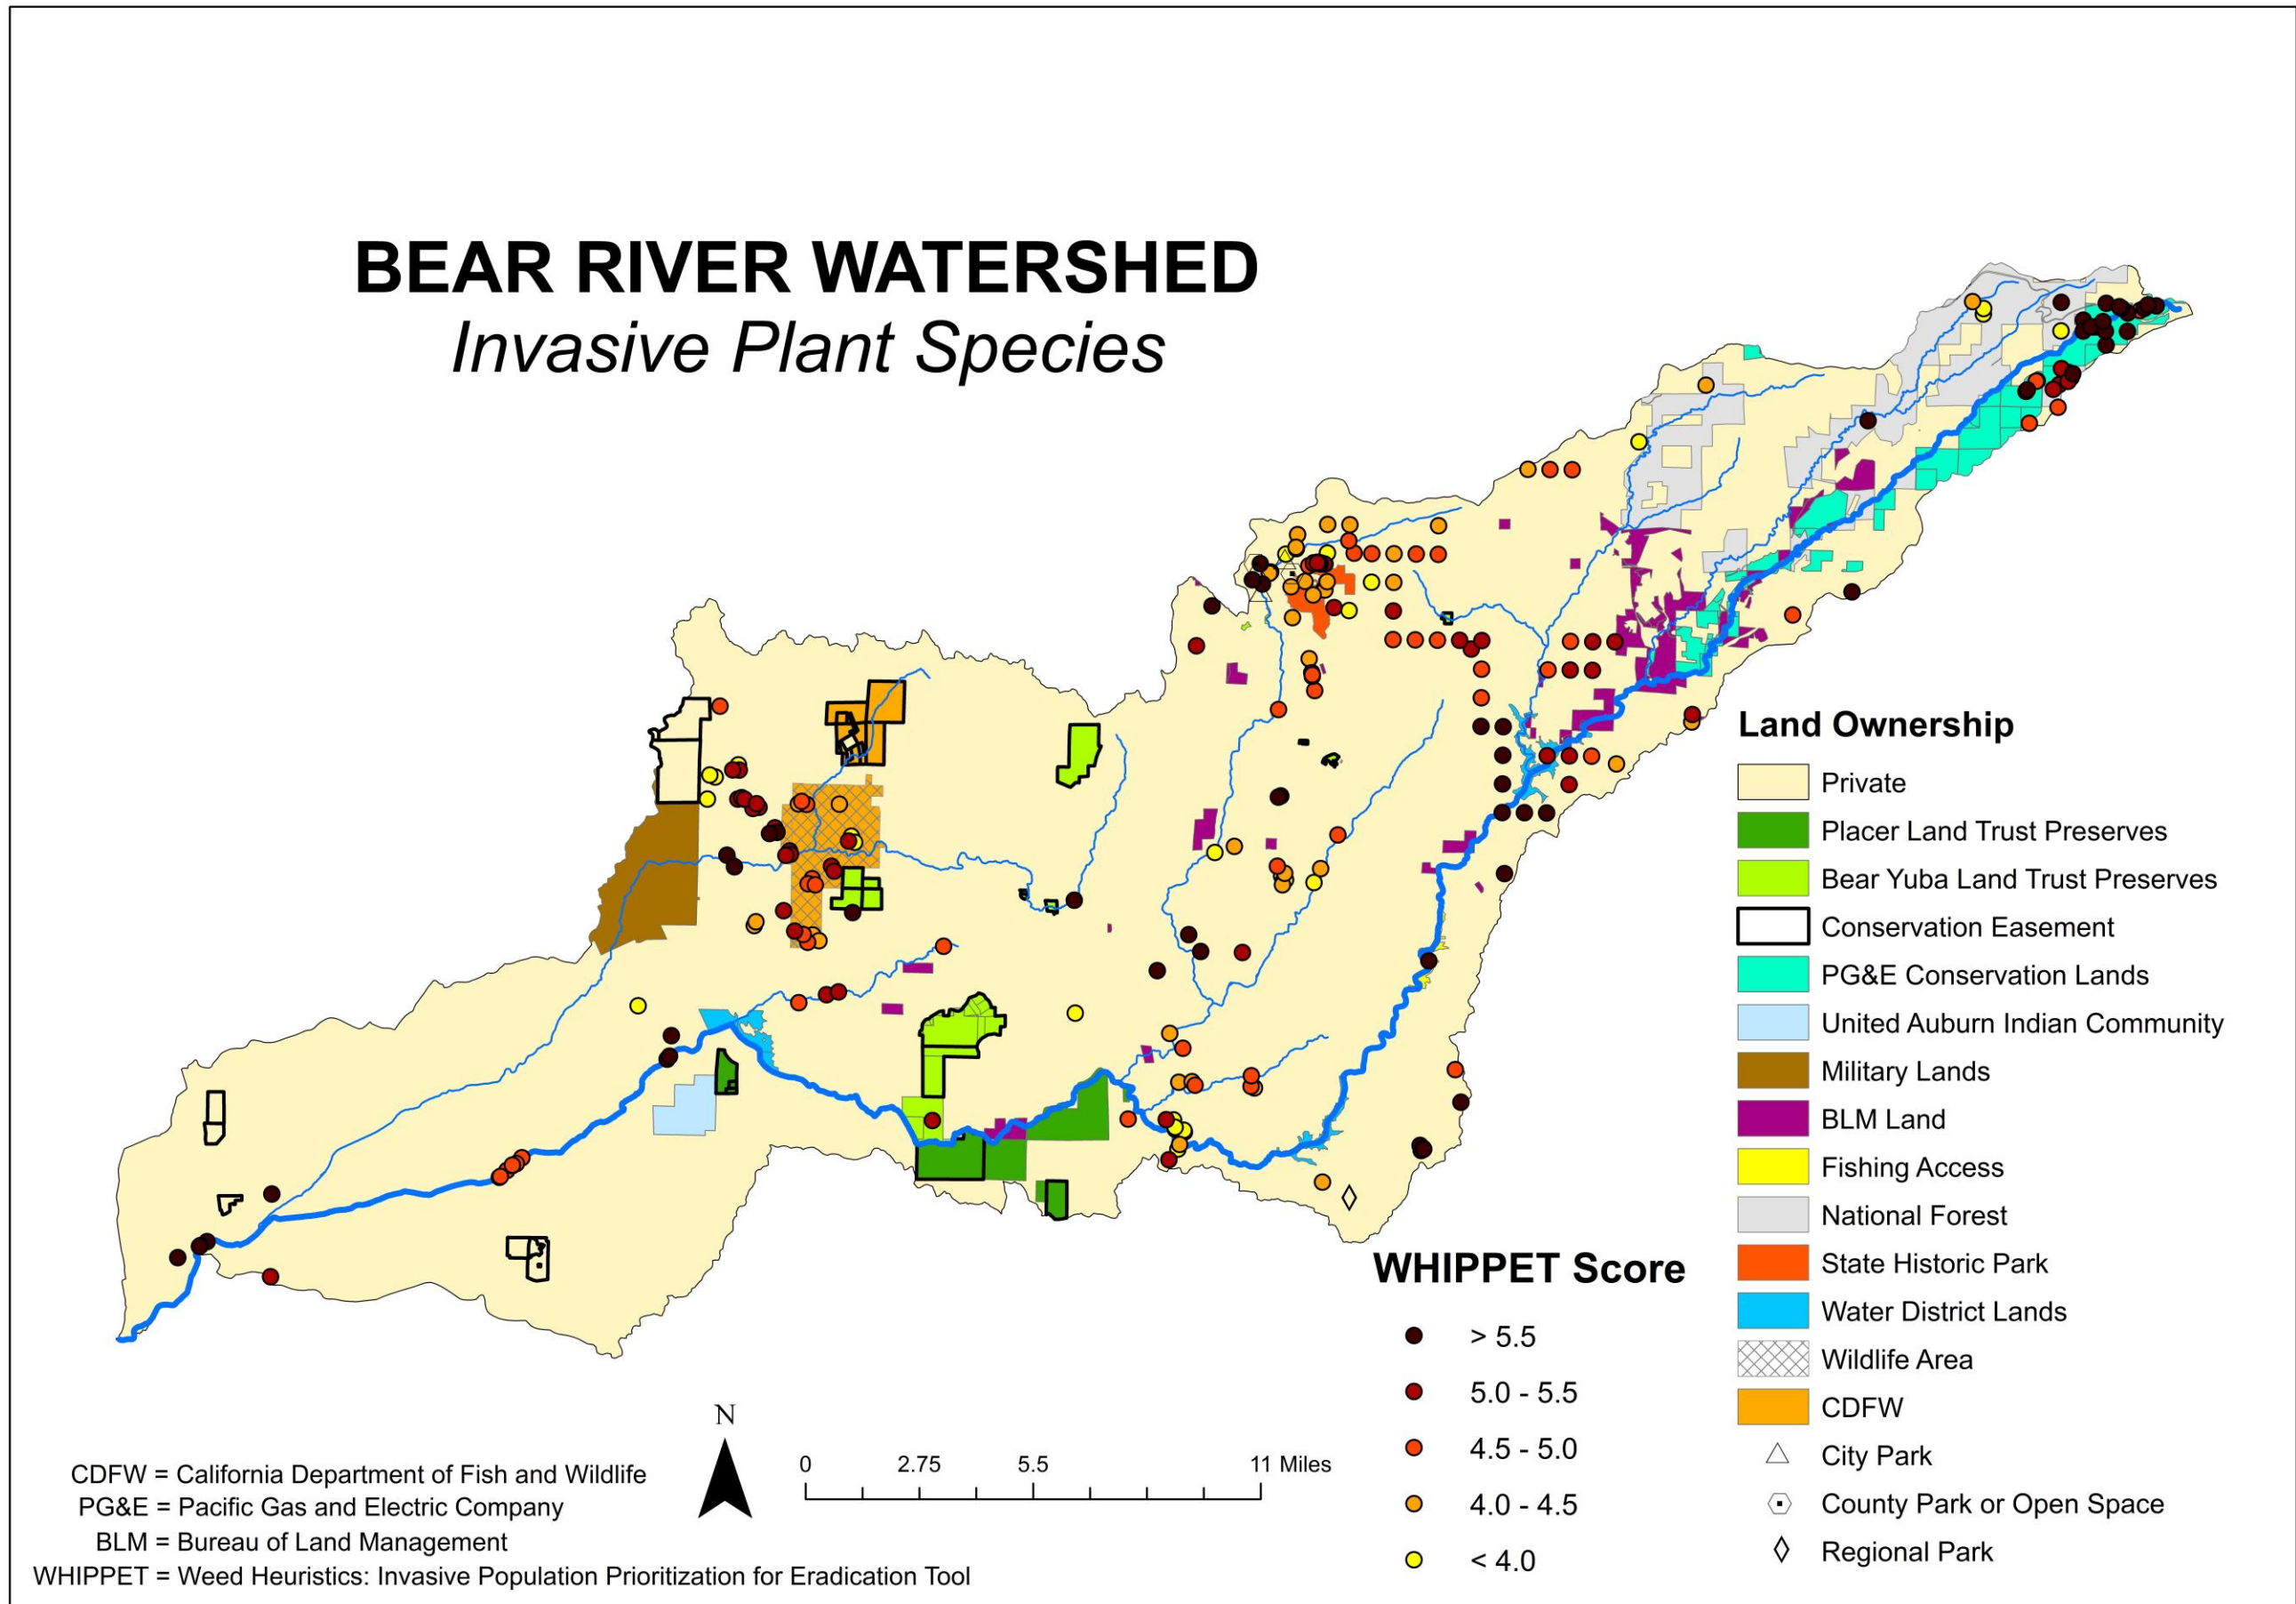 BEAR RIVER WATERSHED
Invasive Plant Species
Land Ownership
Private
Placer Land Trust Preserves
Bear Yuba Land Trust Preserves
Conservation Easement
PG&E Conservation Lands
United Auburn Indian Community
Military Lands
BLM Land
Fishing Access
National Forest
State Historic Park
Water District Lands
Wildlife Area
CDFW
City Park
County Park or Open Space
Regional Park
WHIPPET Score
> 5.5
5.0 - 5.5
4.5 - 5.0
4.0 - 4.5
< 4.0
N
0 2.75 5.5 11 Miles
CDFW = California Department of Fish and Wildlife
PG&E = Pacific Gas and Electric Company
BLM = Bureau of Land Management
WHIPPET = Weed Heuristics: Invasive Population Prioritization for Eradication Tool